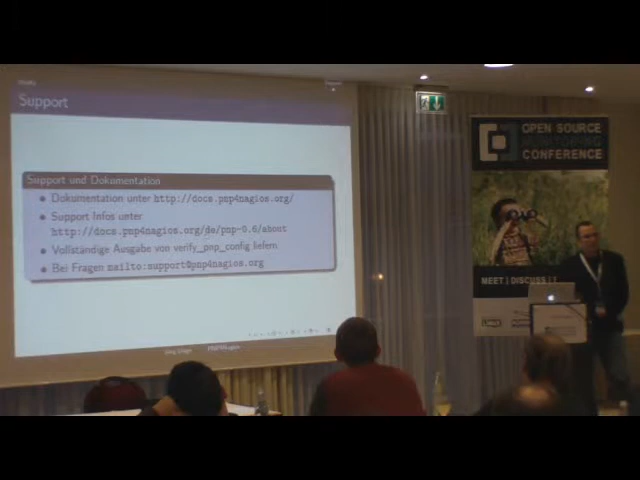 Support
Support und Dokumentation
Dokumentation unter http://docs.pnp4nagios.org/
Support Infos unter
http://docs.pnp4nagios.org/de/pnp-0.6/about
Vollständige Ausgabe von verify_pnp_config liefern
Bei Fragen mailto:support@pnp4nagios.org
OPEN SOURCE
MONITORING
CONFERENCE
MEET | DISCUSS |